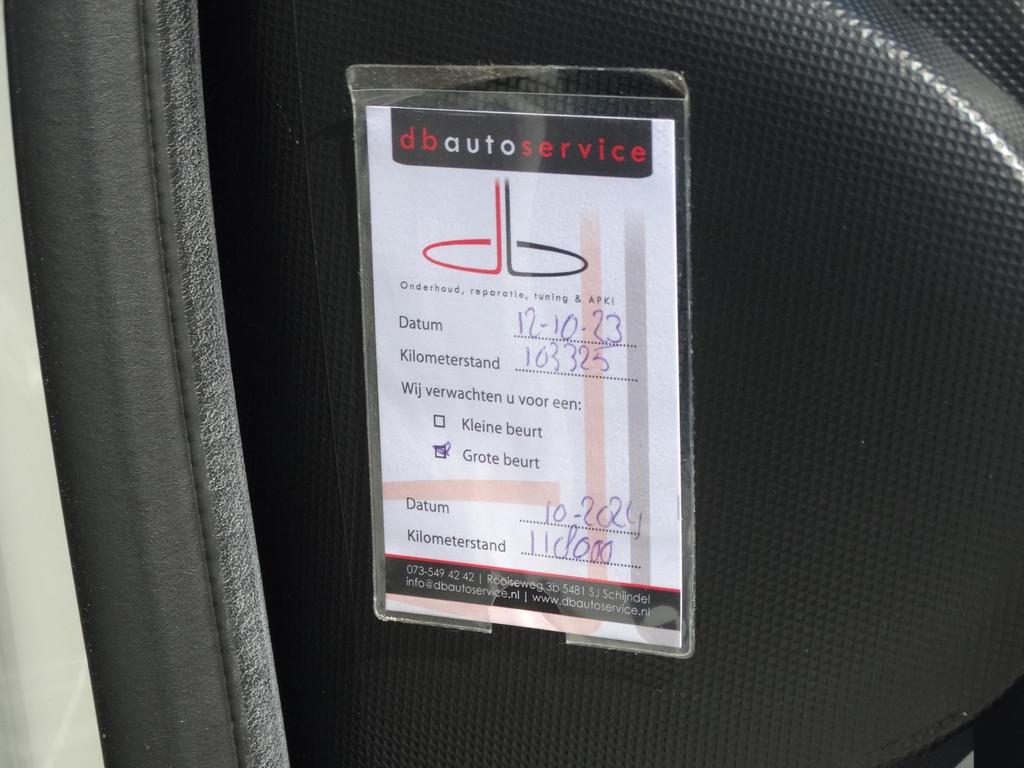 dbautoservice
db
Onderhoud, reparatie, tuning & APK!
Datum 12-10-23
Kilometerstand 103325
Wij verwachten u voor een:
Kleine beurt
Grote beurt
Datum 10-2024
Kilometerstand
073-549 42 42 | Rooiseweg 3b 5481 SJ Schijndel
info@dbautoservice.nl | www.dbautoservice.nl